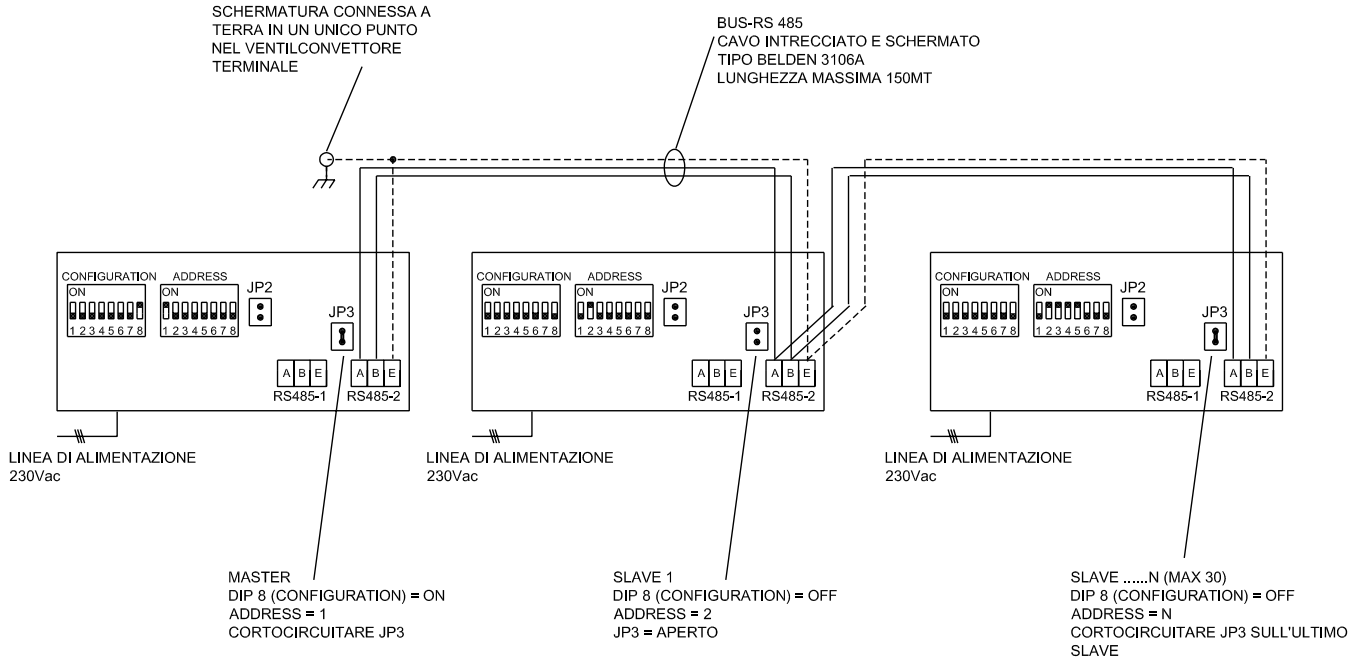 SCHERMATURA CONNESSA A
TERRA IN UN UNICO PUNTO
NEL VENTILCONVETTORE
TERMINALE
BUS-RS 485
CAVO INTRECCIATO E SCHERMATO
TIPO BELDEN 3106A
LUNGHEZZA MASSIMA 150MT
CONFIGURATION
ON
1 2 3 4 5 6 7 8
ADDRESS
ON
1 2 3 4 5 6 7 8
JP2
JP3
A B E
RS485-1
A B E
RS485-2
LINEA DI ALIMENTAZIONE
230Vac
MASTER
DIP 8 (CONFIGURATION) = ON
ADDRESS = 1
CORTOCIRCUITARE JP3
CONFIGURATION
ON
1 2 3 4 5 6 7 8
ADDRESS
ON
1 2 3 4 5 6 7 8
JP2
JP3
A B E
RS485-1
A B E
RS485-2
LINEA DI ALIMENTAZIONE
230Vac
SLAVE 1
DIP 8 (CONFIGURATION) = OFF
ADDRESS = 2
JP3 = APERTO
CONFIGURATION
ON
1 2 3 4 5 6 7 8
ADDRESS
ON
1 2 3 4 5 6 7 8
JP2
JP3
A B E
RS485-1
A B E
RS485-2
LINEA DI ALIMENTAZIONE
230Vac
SLAVE ......N (MAX 30)
DIP 8 (CONFIGURATION) = OFF
ADDRESS = N
CORTOCIRCUITARE JP3 SULL'ULTIMO
SLAVE